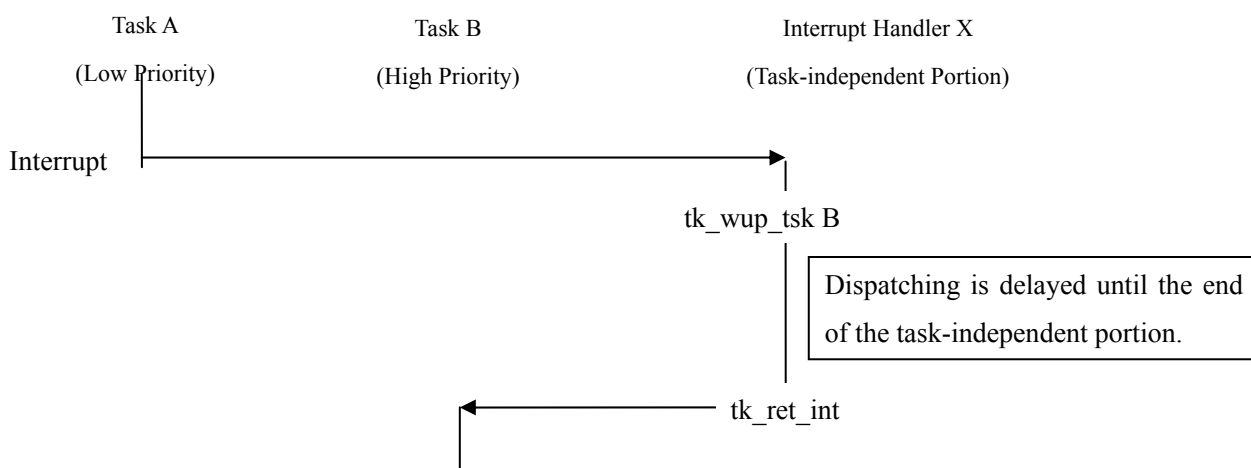 Task A
Task B
Interrupt Handler X
(Low Priority)
(High Priority)
(Task-independent Portion)
Interrupt
tk_wup_tsk B
Dispatching is delayed until the end
of the task-independent portion.
tk_ret_int